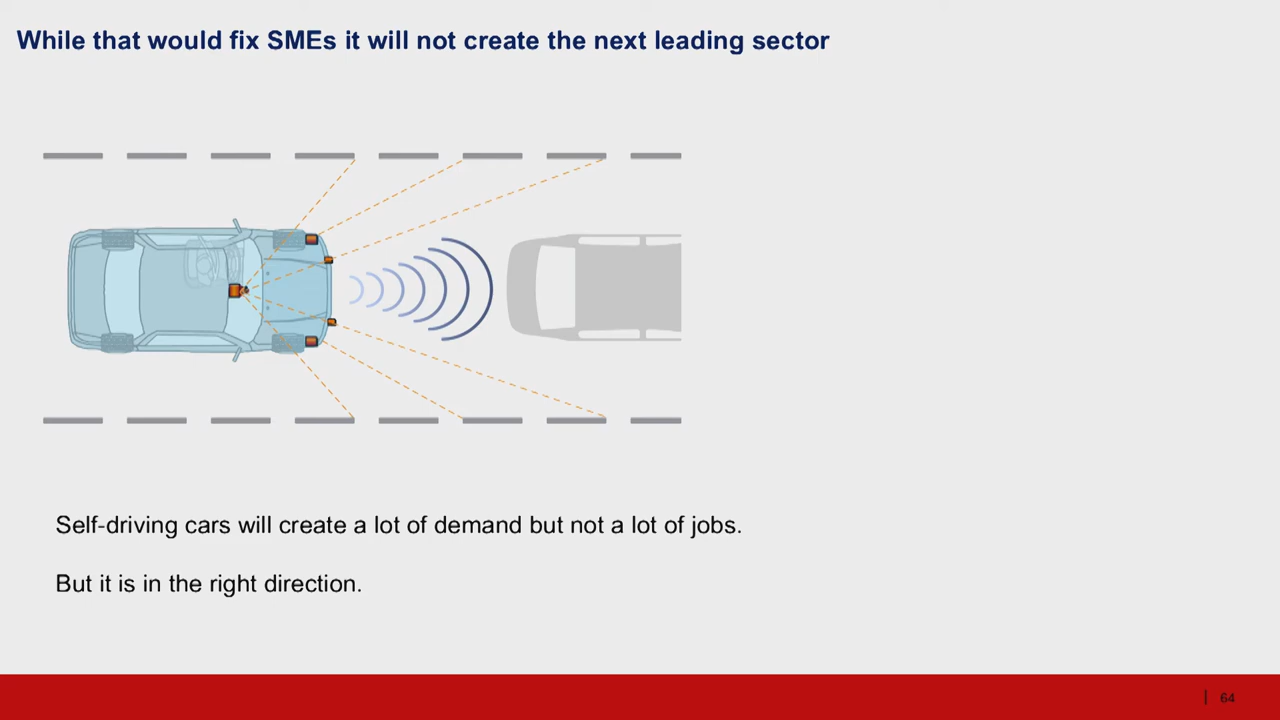 While that would fix SMEs it will not create the next leading sector
Self-driving cars will create a lot of demand but not a lot of jobs.
But it is in the right direction.
64